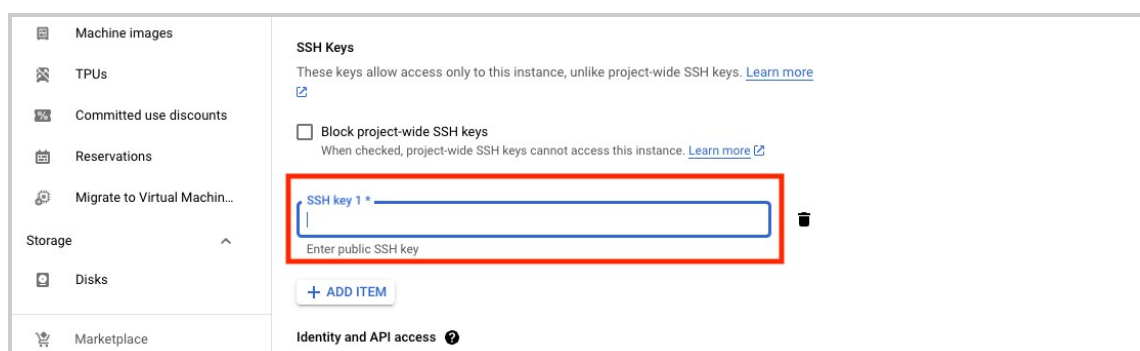 Machine images
TPUs
Committed use discounts
Reservations
Migrate to Virtual Machin...
Storage
Disks
Marketplace
SSH Keys
These keys allow access only to this instance, unlike project-wide SSH keys. Learn more
Block project-wide SSH keys
When checked, project-wide SSH keys cannot access this instance. Learn more
SSH key 1 *
Enter public SSH key
+ ADD ITEM
Identity and API access